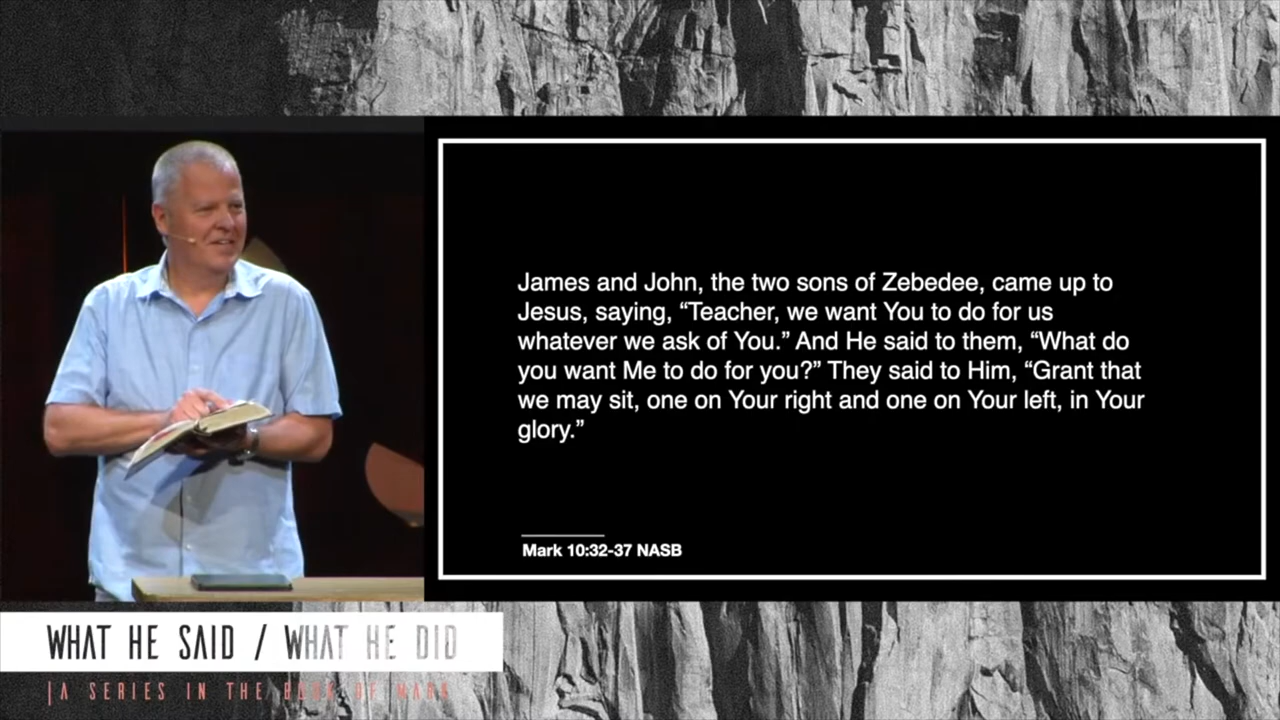 James and John, the two sons of Zebedee, came up to
Jesus, saying, “Teacher, we want You to do for us
whatever we ask of You.” And He said to them, “What do
you want Me to do for you?” They said to Him, “Grant that
we may sit, one on Your right and one on Your left, in Your
glory.”
Mark 10:32-37 NASB
WHAT HE SAID / WHAT HE DID
|A SERIES IN THE BOOK OF MARK